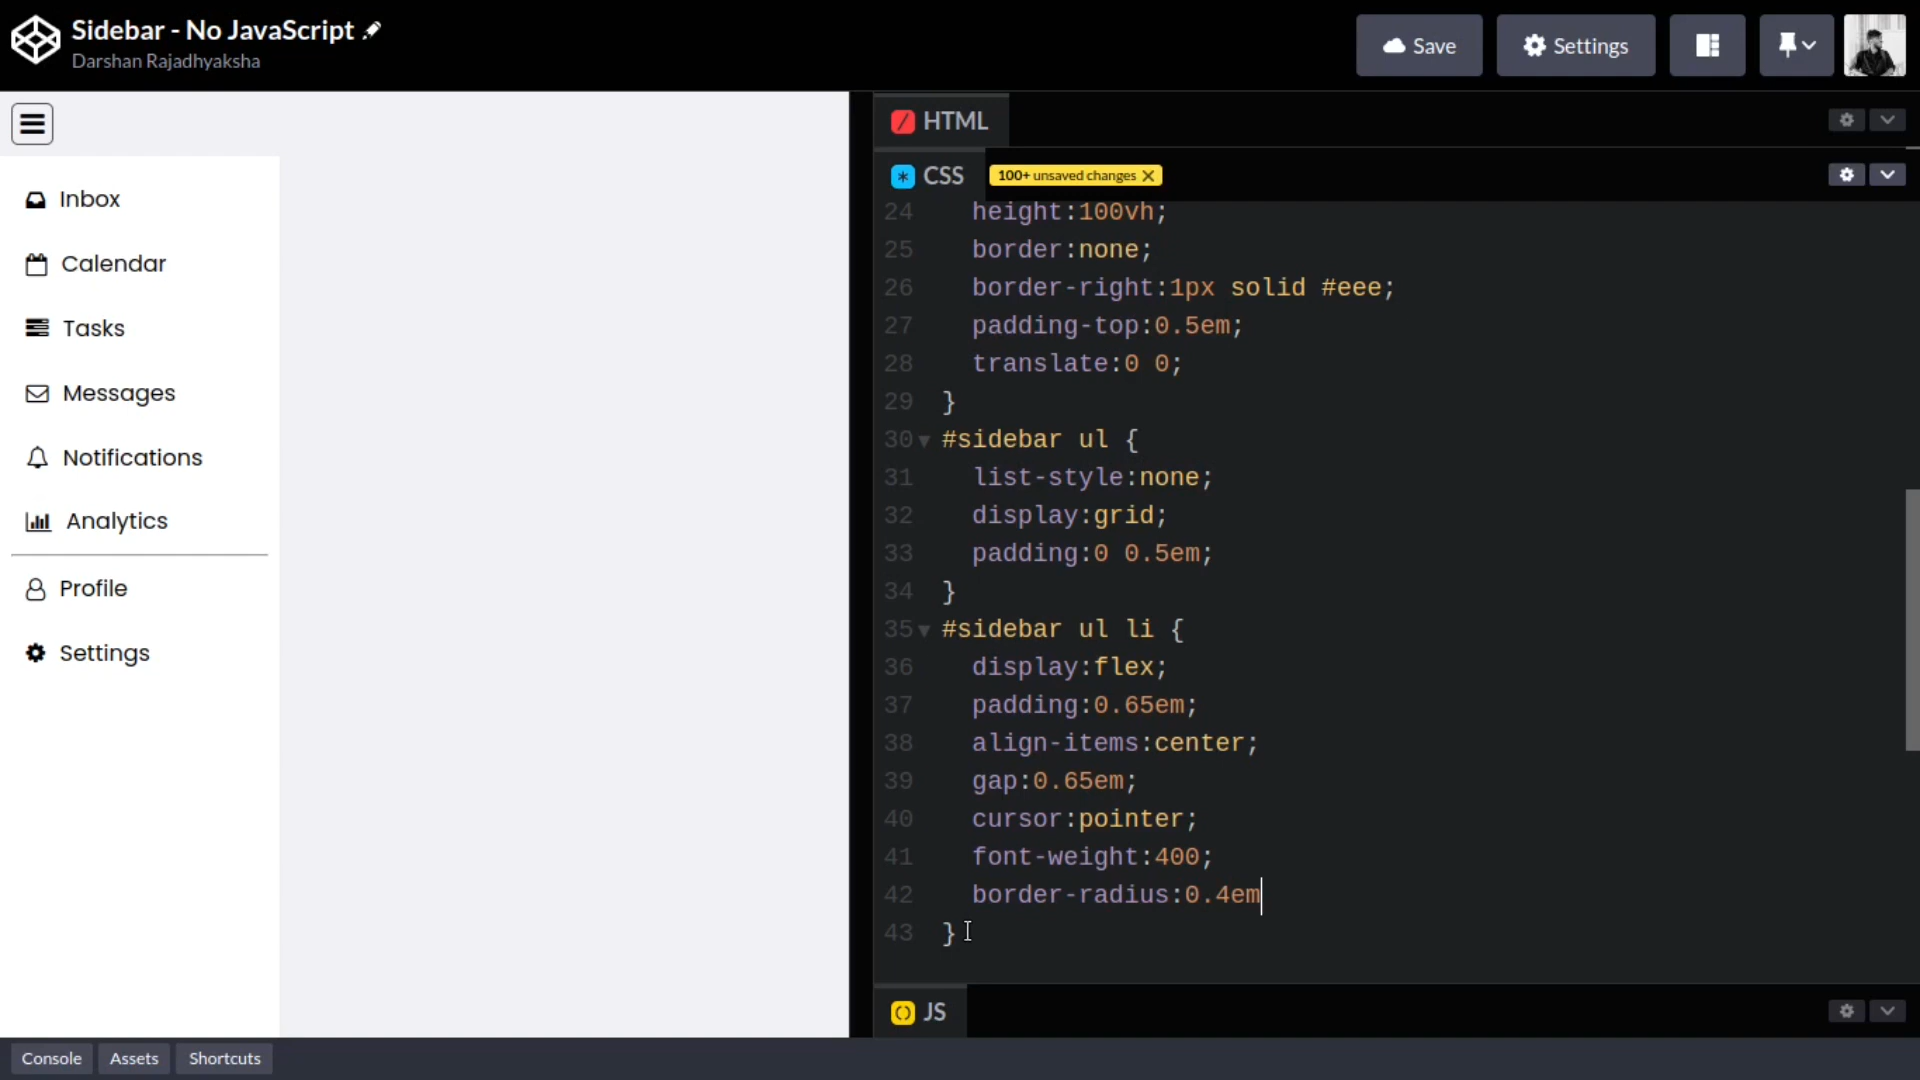 Sidebar - No JavaScript
Darshan Rajadhyaksha
Save
Settings
Inbox
Calendar
Tasks
Messages
Notifications
Analytics
Profile
Settings
HTML
CSS
100+ unsaved changes
24 height:100vh;
25 border:none;
26 border-right:1px solid #eee;
27 padding-top:0.5em;
28 translate:0 0;
29 }
30 #sidebar ul {
31 list-style:none;
32 display:grid;
33 padding:0 0.5em;
34 }
35 #sidebar ul li {
36 display:flex;
37 padding:0.65em;
38 align-items:center;
39 gap:0.65em;
40 cursor:pointer;
41 font-weight:400;
42 border-radius:0.4em
43 }
JS
Console
Assets
Shortcuts